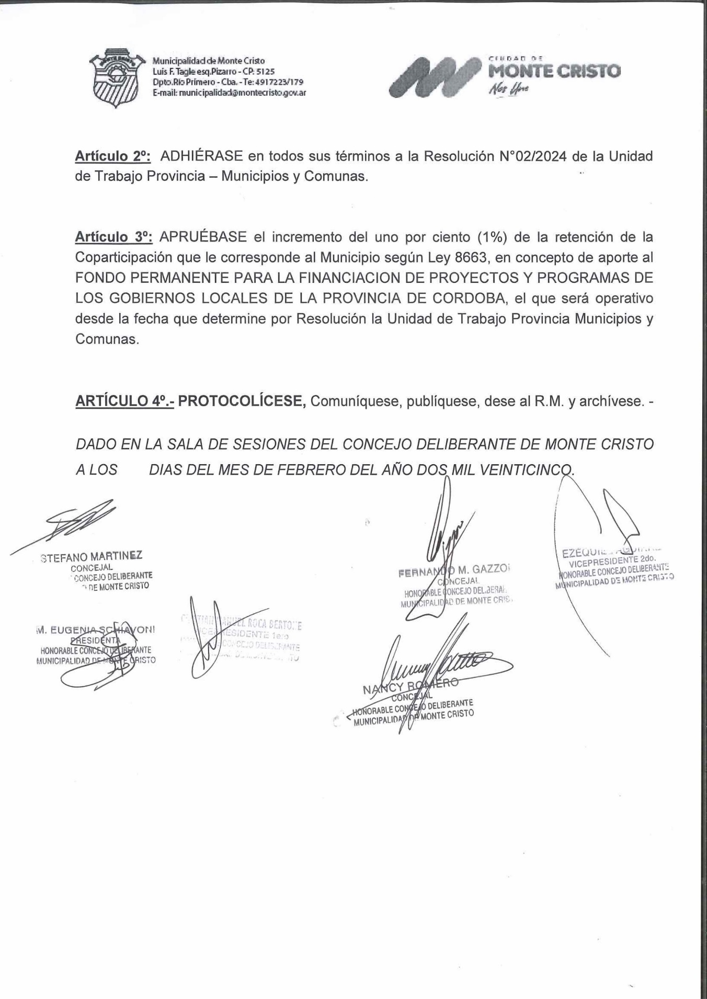 MONTE CRISTO
Municipalidad de Monte Cristo
Luis F. Tagle esq.Pizarro - CP. 5125
Dpto.Río Primero - Cba. - Te: 4917223/179
E-mail: municipalidad@montecristo.gov.ar
CIUDAD DE
MONTE CRISTO
Nos Une
Artículo 2º: ADHIÉRASE en todos sus términos a la Resolución N°02/2024 de la Unidad
de Trabajo Provincia – Municipios y Comunas.
Artículo 3º: APRUÉBASE el incremento del uno por ciento (1%) de la retención de la
Coparticipación que le corresponde al Municipio según Ley 8663, en concepto de aporte al
FONDO PERMANENTE PARA LA FINANCIACION DE PROYECTOS Y PROGRAMAS DE
LOS GOBIERNOS LOCALES DE LA PROVINCIA DE CORDOBA, el que será operativo
desde la fecha que determine por Resolución la Unidad de Trabajo Provincia Municipios y
Comunas.
ARTÍCULO 4º.- PROTOCOLÍCESE, Comuníquese, publíquese, dese al R.M. y archívese. -
DADO EN LA SALA DE SESIONES DEL CONCEJO DELIBERANTE DE MONTE CRISTO
A LOS DIAS DEL MES DE FEBRERO DEL AÑO DOS MIL VEINTICINCO.
STEFANO MARTINEZ
CONCEJAL
CONCEJO DELIBERANTE
DE MONTE CRISTO
FERNANDO M. GAZZO
CONCEJAL
HONORABLE CONCEJO DELIBERA
MUNICIPALIDAD DE MONTE CRIS
VICEPRESIDENTE 2do.
HONORABLE CONCEJO DELIBERANTE
MUNICIPALIDAD DE MONTE CRISTO
M. EUGENIA SCHIAVONI
PRESIDENTA
HONORABLE CONCEJO DELIBERANTE
MUNICIPALIDAD DE MONTE CRISTO
MANUEL ROCA BERTONE
VICEPRESIDENTE 1ero
CONCEJO DELIBERANTE
NANCY ROMERO
CONCEJAL
HONORABLE CONCEJO DELIBERANTE
MUNICIPALIDAD DE MONTE CRISTO